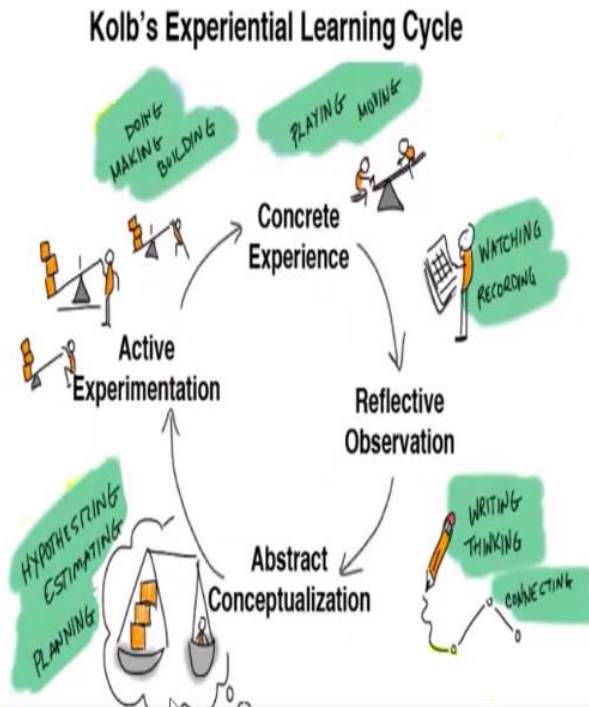 Kolb's Experiential Learning Cycle
DOING
MAKING
BUILDING
PLAYING MOVING
Concrete
Experience
WATCHING
RECORDING
Active
Experimentation
Reflective
Observation
HYPOTHESIZING
ESTIMATING
PLANNING
Abstract
Conceptualization
WRITING
THINKING
CONNECTING